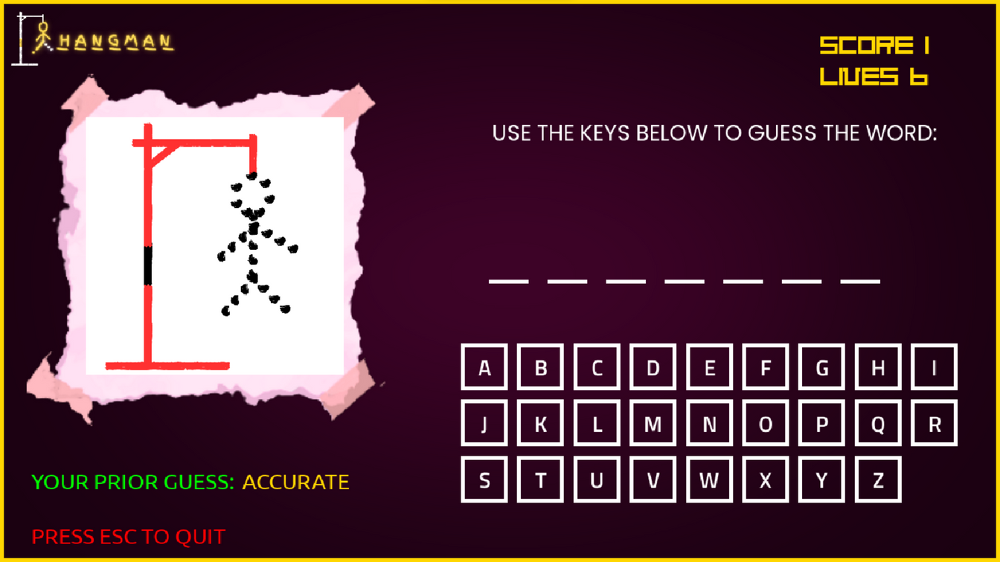 HANGMAN
SCORE 1
LIVES 6
USE THE KEYS BELOW TO GUESS THE WORD:
A B C D E F G H I
J K L M N O P Q R
S T U V W X Y Z
YOUR PRIOR GUESS: ACCURATE
PRESS ESC TO QUIT